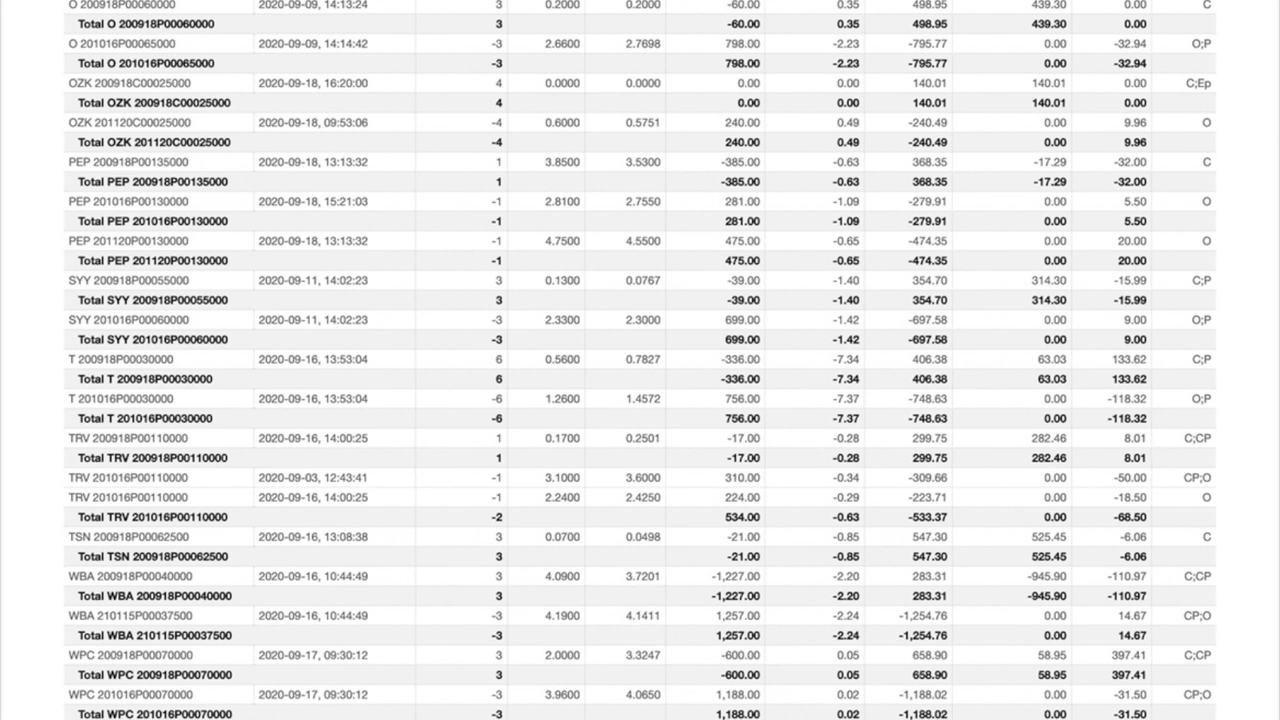 O 200918P00060000 2020-09-09, 14:13:24 3 0.2000 0.2000 -60.00 0.35 498.95 439.30 0.00 C
Total O 200918P00060000 3 -60.00 0.35 498.95 439.30 0.00
O 201016P00065000 2020-09-09, 14:14:42 -3 2.6600 2.7698 798.00 -2.23 -795.77 0.00 -32.94 O;P
Total O 201016P00065000 -3 798.00 -2.23 -795.77 0.00 -32.94
OZK 200918C00025000 2020-09-18, 16:20:00 4 0.0000 0.0000 0.00 0.00 140.01 140.01 0.00 C;Ep
Total OZK 200918C00025000 4 0.00 0.00 140.01 140.01 0.00
OZK 201120C00025000 2020-09-18, 09:53:06 -4 0.6000 0.5751 240.00 0.49 -240.49 0.00 9.96 O
Total OZK 201120C00025000 -4 240.00 0.49 -240.49 0.00 9.96
PEP 200918P00135000 2020-09-18, 13:13:32 1 3.8500 3.5300 -385.00 -0.63 368.35 -17.29 -32.00 C
Total PEP 200918P00135000 1 -385.00 -0.63 368.35 -17.29 -32.00
PEP 201016P00130000 2020-09-18, 15:21:03 -1 2.8100 2.7550 281.00 -1.09 -279.91 0.00 5.50 O
Total PEP 201016P00130000 -1 281.00 -1.09 -279.91 0.00 5.50
PEP 201120P00130000 2020-09-18, 13:13:32 -1 4.7500 4.5500 475.00 -0.65 -474.35 0.00 20.00 O
Total PEP 201120P00130000 -1 475.00 -0.65 -474.35 0.00 20.00
SYY 200918P00055000 2020-09-11, 14:02:23 3 0.1300 0.0767 -39.00 -1.40 354.70 314.30 -15.99 C;P
Total SYY 200918P00055000 3 -39.00 -1.40 354.70 314.30 -15.99
SYY 201016P00060000 2020-09-11, 14:02:23 -3 2.3300 2.3000 699.00 -1.42 -697.58 0.00 9.00 O;P
Total SYY 201016P00060000 -3 699.00 -1.42 -697.58 0.00 9.00
T 200918P00030000 2020-09-16, 13:53:04 6 0.5600 0.7827 -336.00 -7.34 406.38 63.03 133.62 C;P
Total T 200918P00030000 6 -336.00 -7.34 406.38 63.03 133.62
T 201016P00030000 2020-09-16, 13:53:04 -6 1.2600 1.4572 756.00 -7.37 -748.63 0.00 -118.32 O;P
Total T 201016P00030000 -6 756.00 -7.37 -748.63 0.00 -118.32
TRV 200918P00110000 2020-09-16, 14:00:25 1 0.1700 0.2501 -17.00 -0.28 299.75 282.46 8.01 C;CP
Total TRV 200918P00110000 1 -17.00 -0.28 299.75 282.46 8.01
TRV 201016P00110000 2020-09-03, 12:43:41 -1 3.1000 3.6000 310.00 -0.34 -309.66 0.00 -50.00 CP;O
TRV 201016P00110000 2020-09-16, 14:00:25 -1 2.2400 2.4250 224.00 -0.29 -223.71 0.00 -18.50 O
Total TRV 201016P00110000 -2 534.00 -0.63 -533.37 0.00 -68.50
TSN 200918P00062500 2020-09-16, 13:08:38 3 0.0700 0.0498 -21.00 -0.85 547.30 525.45 -6.06 C
Total TSN 200918P00062500 3 -21.00 -0.85 547.30 525.45 -6.06
WBA 200918P00040000 2020-09-16, 10:44:49 3 4.0900 3.7201 -1,227.00 -2.20 283.31 -945.90 -110.97 C;CP
Total WBA 200918P00040000 3 -1,227.00 -2.20 283.31 -945.90 -110.97
WBA 210115P00037500 2020-09-16, 10:44:49 -3 4.1900 4.1411 1,257.00 -2.24 -1,254.76 0.00 14.67 CP;O
Total WBA 210115P00037500 -3 1,257.00 -2.24 -1,254.76 0.00 14.67
WPC 200918P00070000 2020-09-17, 09:30:12 3 2.0000 3.3247 -600.00 0.05 658.90 58.95 397.41 C;CP
Total WPC 200918P00070000 3 -600.00 0.05 658.90 58.95 397.41
WPC 201016P00070000 2020-09-17, 09:30:12 -3 3.9600 4.0650 1,188.00 0.02 -1,188.02 0.00 -31.50 CP;O
Total WPC 201016P00070000 -3 1,188.00 0.02 -1,188.02 0.00 -31.50